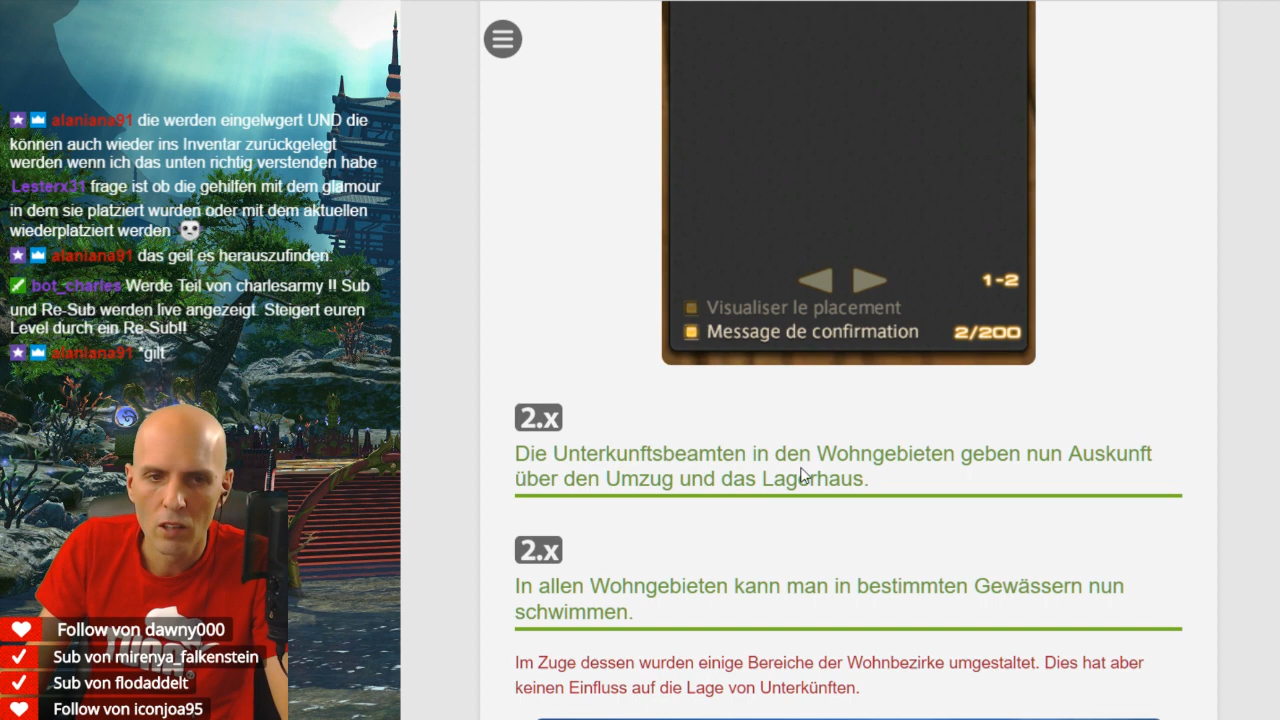 alaniana91 die werden eingelwgert UND die
können auch wieder ins Inventar zurückgelegt
werden wenn ich das unten richtig verstenden habe
Lesterx31 frage ist ob die gehilfen mit dem glamour
in dem sie platziert wurden oder mit dem aktuellen
wiederplatziert werden
alaniana91 das geil es herauszufinden.
bot_charles Werde Teil von charlesarmy !! Sub
und Re-Sub werden live angezeigt. Steigert euren
Level durch ein Re-Sub!!
alaniana91 *gilt
Follow von dawny000
Sub von mirenya_falkenstein
Sub von flodaddelt
Follow von iconjoa95
1-2
Visualiser le placement
Message de confirmation 2/200
2.x
Die Unterkunftsbeamten in den Wohngebieten geben nun Auskunft
über den Umzug und das Lagerhaus.
2.x
In allen Wohngebieten kann man in bestimmten Gewässern nun
schwimmen.
Im Zuge dessen wurden einige Bereiche der Wohnbezirke umgestaltet. Dies hat aber
keinen Einfluss auf die Lage von Unterkünften.